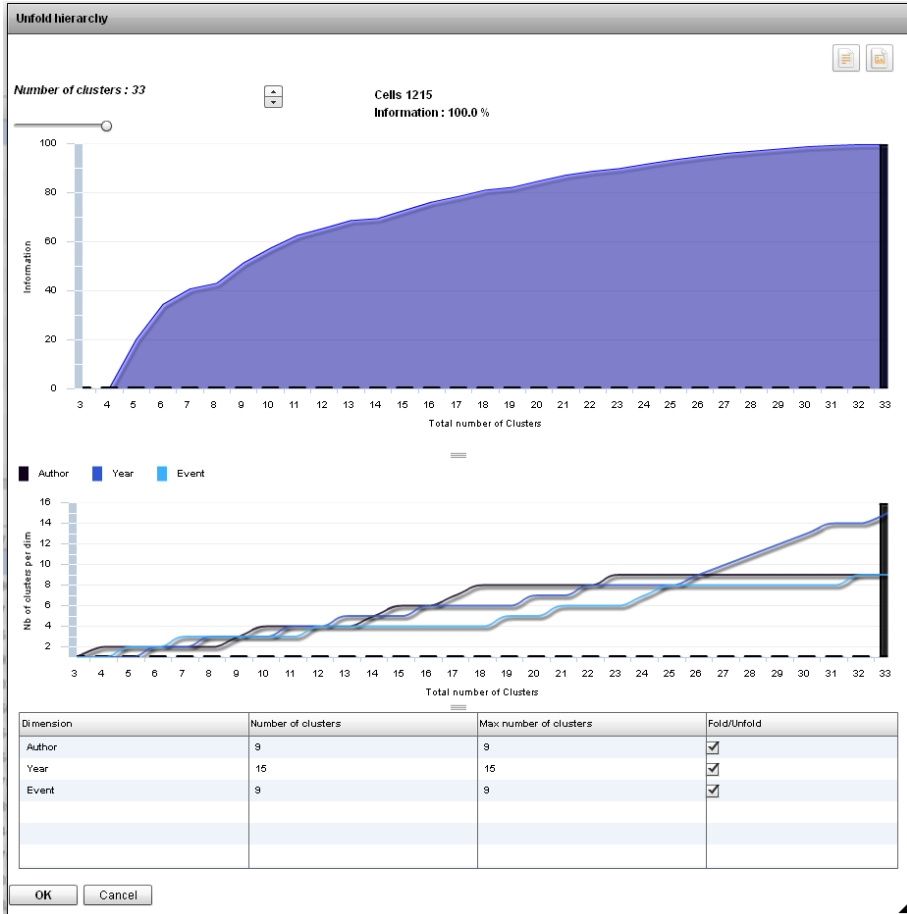 Unfold hierarchy
Number of clusters : 33
Cells 1215
Information : 100.0 %
100
80
60
40
20
0
Information
3 4 5 6 7 8 9 10 11 12 13 14 15 16 17 18 19 20 21 22 23 24 25 26 27 28 29 30 31 32 33
Total number of Clusters
Author Year Event
16
14
12
10
8
6
4
2
Nb of clusters per dim
3 4 5 6 7 8 9 10 11 12 13 14 15 16 17 18 19 20 21 22 23 24 25 26 27 28 29 30 31 32 33
Total number of Clusters
Dimension Number of clusters Max number of clusters Fold/Unfold
Author 9 9
Year 15 15
Event 9 9
OK Cancel